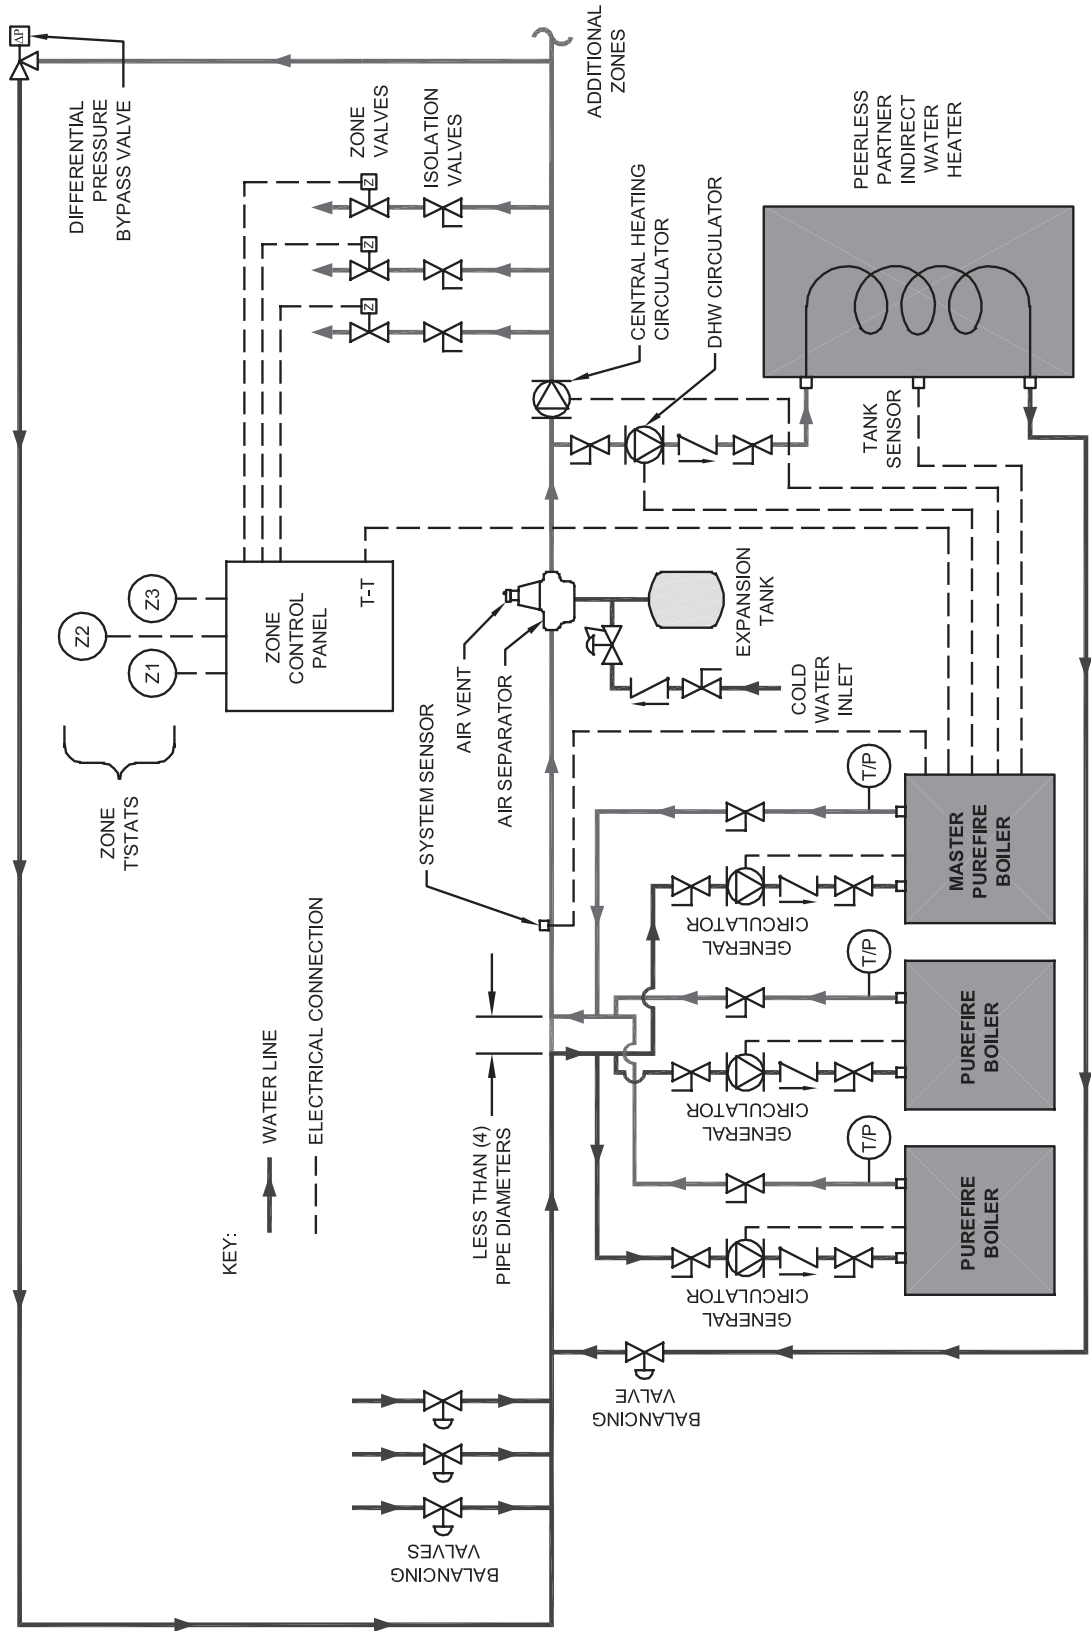 KEY:
WATER LINE
ELECTRICAL CONNECTION
ZONE
T'STATS
Z1
Z2
Z3
ZONE
CONTROL
PANEL
T-T
DIFFERENTIAL
PRESSURE
BYPASS VALVE
ΔP
ZONE
VALVES
Z
Z
Z
ISOLATION
VALVES
ADDITIONAL
ZONES
BALANCING
VALVES
LESS THAN (4)
PIPE DIAMETERS
SYSTEM SENSOR
AIR VENT
AIR SEPARATOR
CENTRAL HEATING
CIRCULATOR
DHW CIRCULATOR
PEERLESS
PARTNER
INDIRECT
WATER
HEATER
TANK
SENSOR
EXPANSION
TANK
COLD
WATER
INLET
BALANCING
VALVE
GENERAL
CIRCULATOR
GENERAL
CIRCULATOR
GENERAL
CIRCULATOR
T/P
T/P
T/P
PUREFIRE
BOILER
PUREFIRE
BOILER
MASTER
PUREFIRE
BOILER